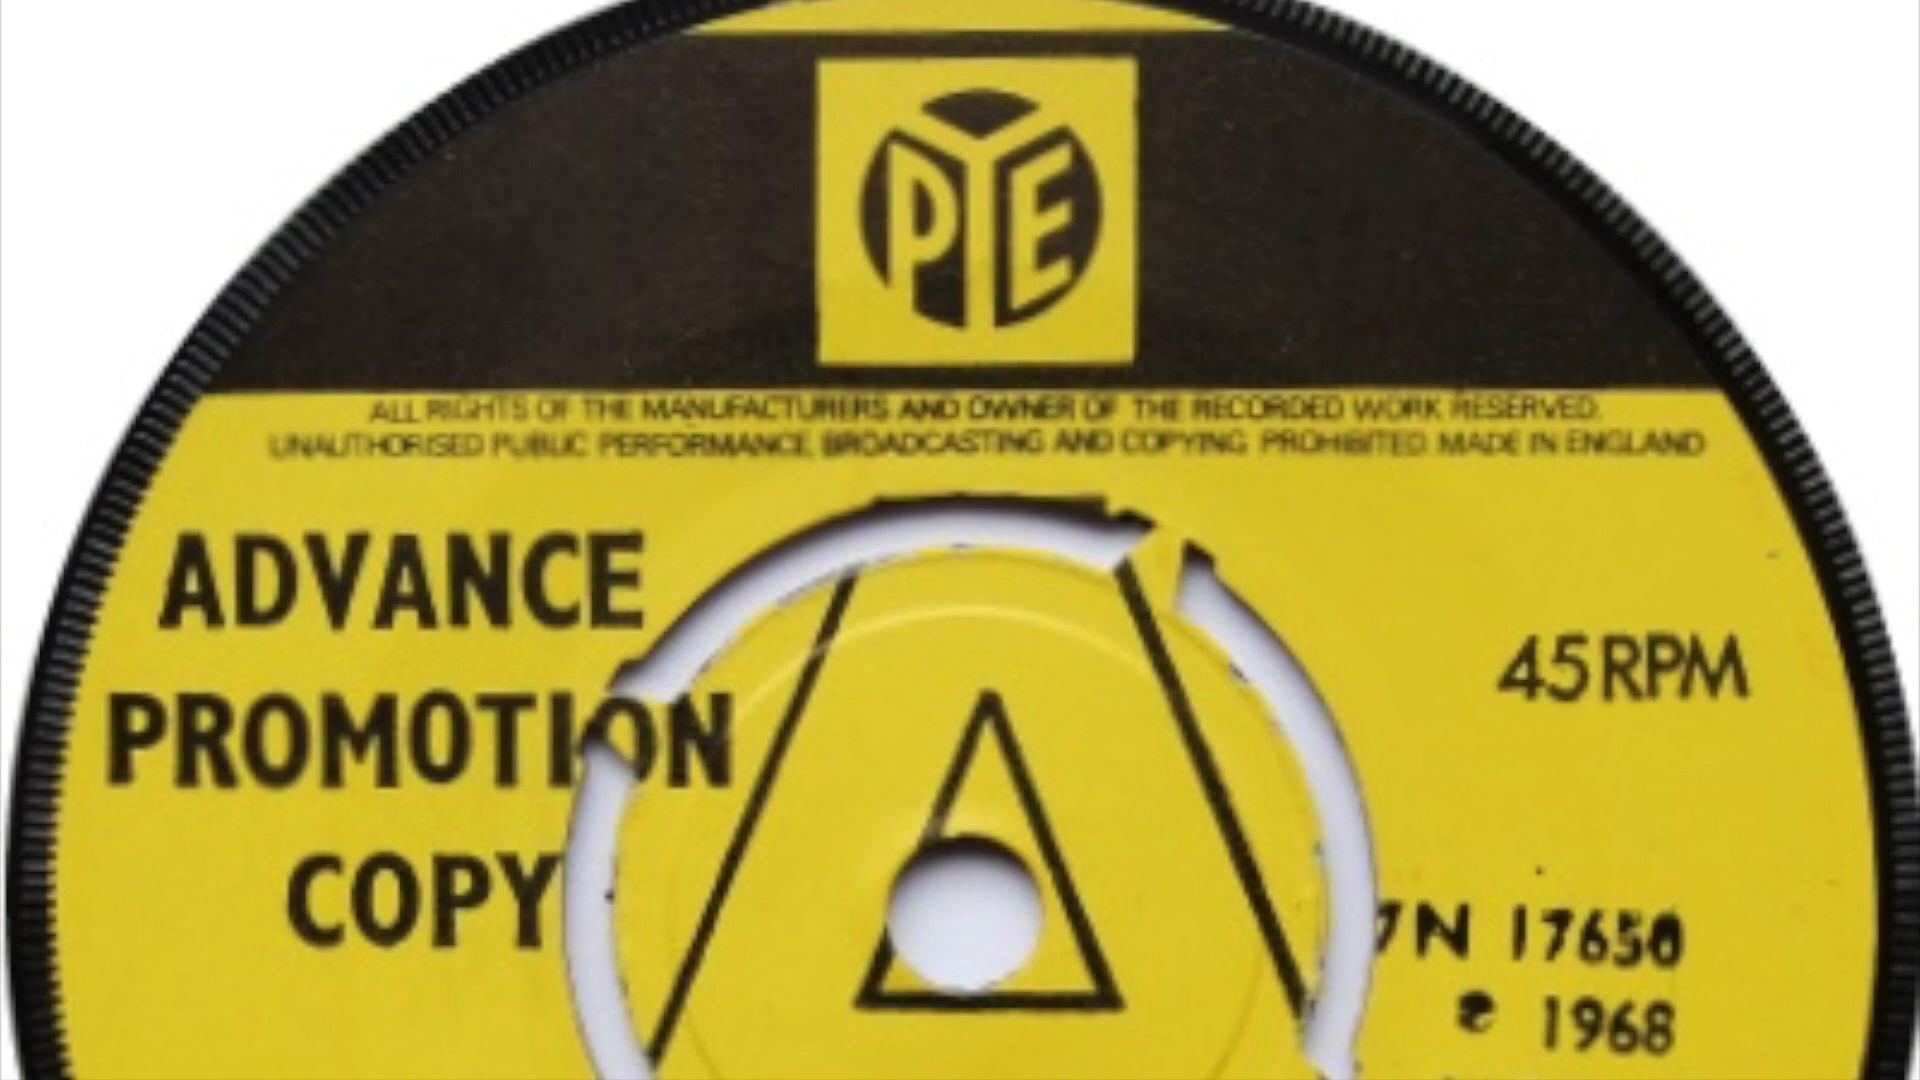 PYE
ALL RIGHTS OF THE MANUFACTURERS AND OWNER OF THE RECORDED WORK RESERVED.
UNAUTHORISED PUBLIC PERFORMANCE, BROADCASTING AND COPYING PROHIBITED. MADE IN ENGLAND
ADVANCE
PROMOTION
COPY
A
45 RPM
7N 17650
℗ 1968